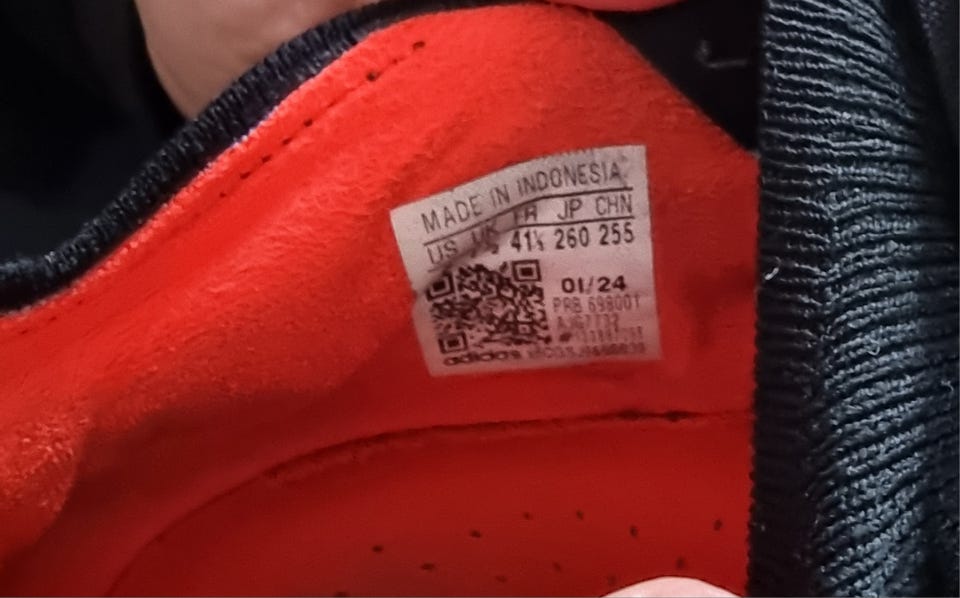 MADE IN INDONESIA
US UK FR JP CHN
41⅓ 260 255
01/24
PRB 698001
adidas